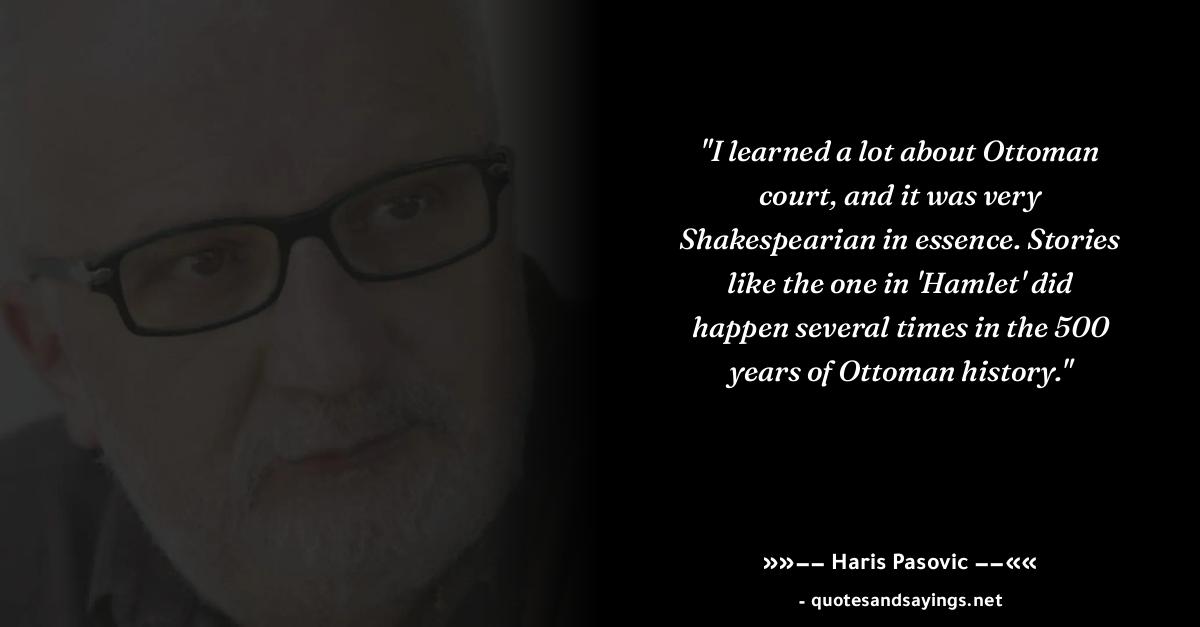 "I learned a lot about Ottoman
court, and it was very
Shakespearian in essence. Stories
like the one in 'Hamlet' did
happen several times in the 500
years of Ottoman history."
»»–– Haris Pasovic ––««
- quotesandsayings.net